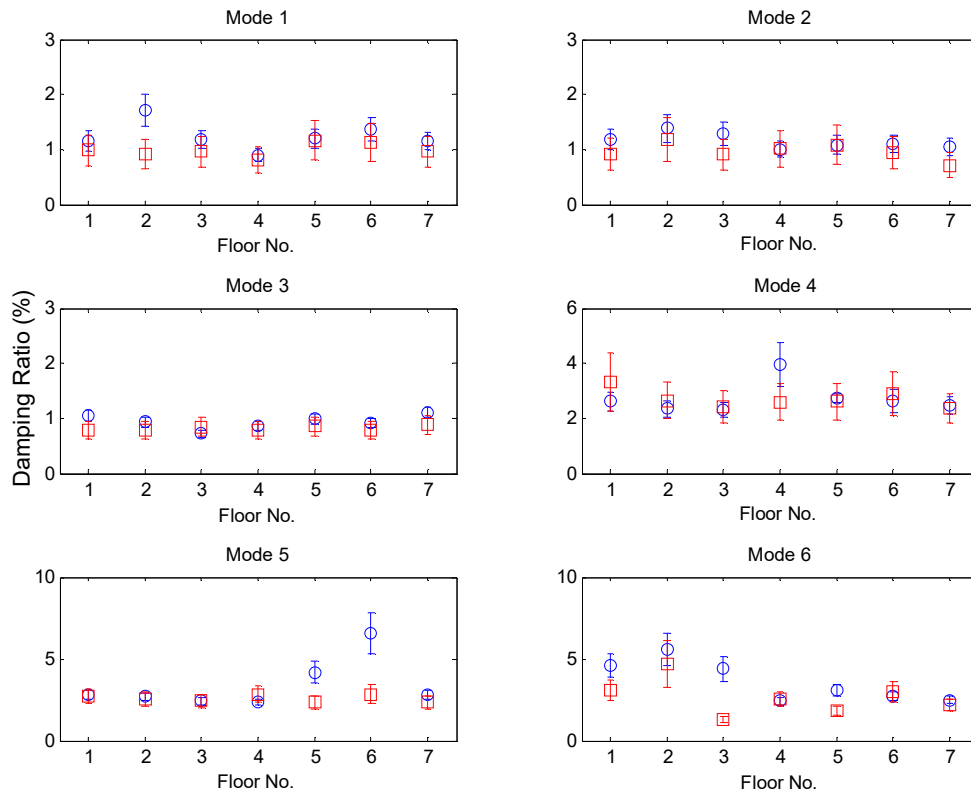 Mode 1
3
2
1
0
1 2 3 4 5 6 7
Floor No.
Mode 2
3
2
1
0
1 2 3 4 5 6 7
Floor No.
Damping Ratio (%)
Mode 3
3
2
1
0
1 2 3 4 5 6 7
Floor No.
Mode 4
6
4
2
0
1 2 3 4 5 6 7
Floor No.
Mode 5
10
5
0
1 2 3 4 5 6 7
Floor No.
Mode 6
10
5
0
1 2 3 4 5 6 7
Floor No.